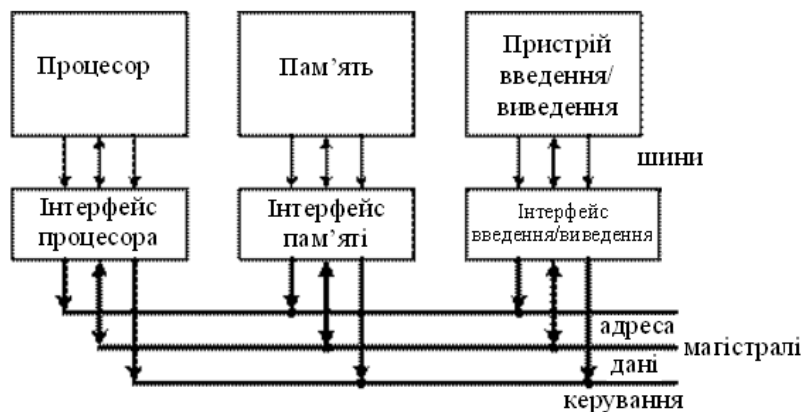 Процесор
Пам’ять
Пристрій
введення/
виведення
шини
Інтерфейс
процесора
Інтерфейс
пам’яті
Інтерфейс
введення/виведення
адреса
магістралі
дані
керування